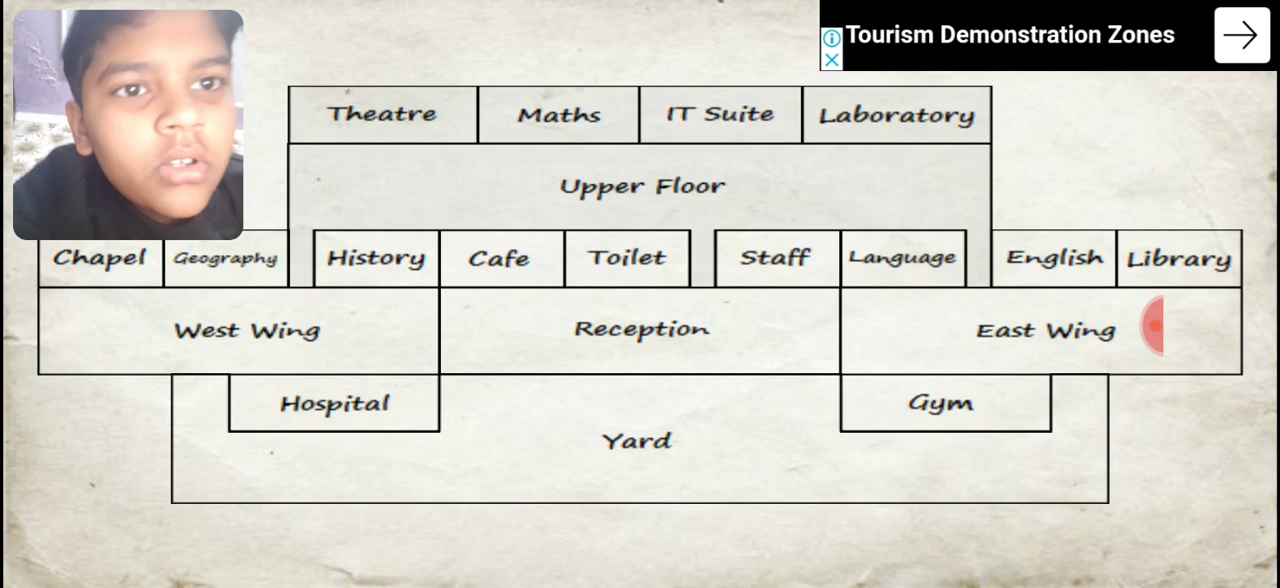 Tourism Demonstration Zones
Theatre Maths IT Suite Laboratory
Upper Floor
Chapel Geography History Cafe Toilet Staff Language English Library
West Wing Reception East Wing
Hospital Gym
Yard